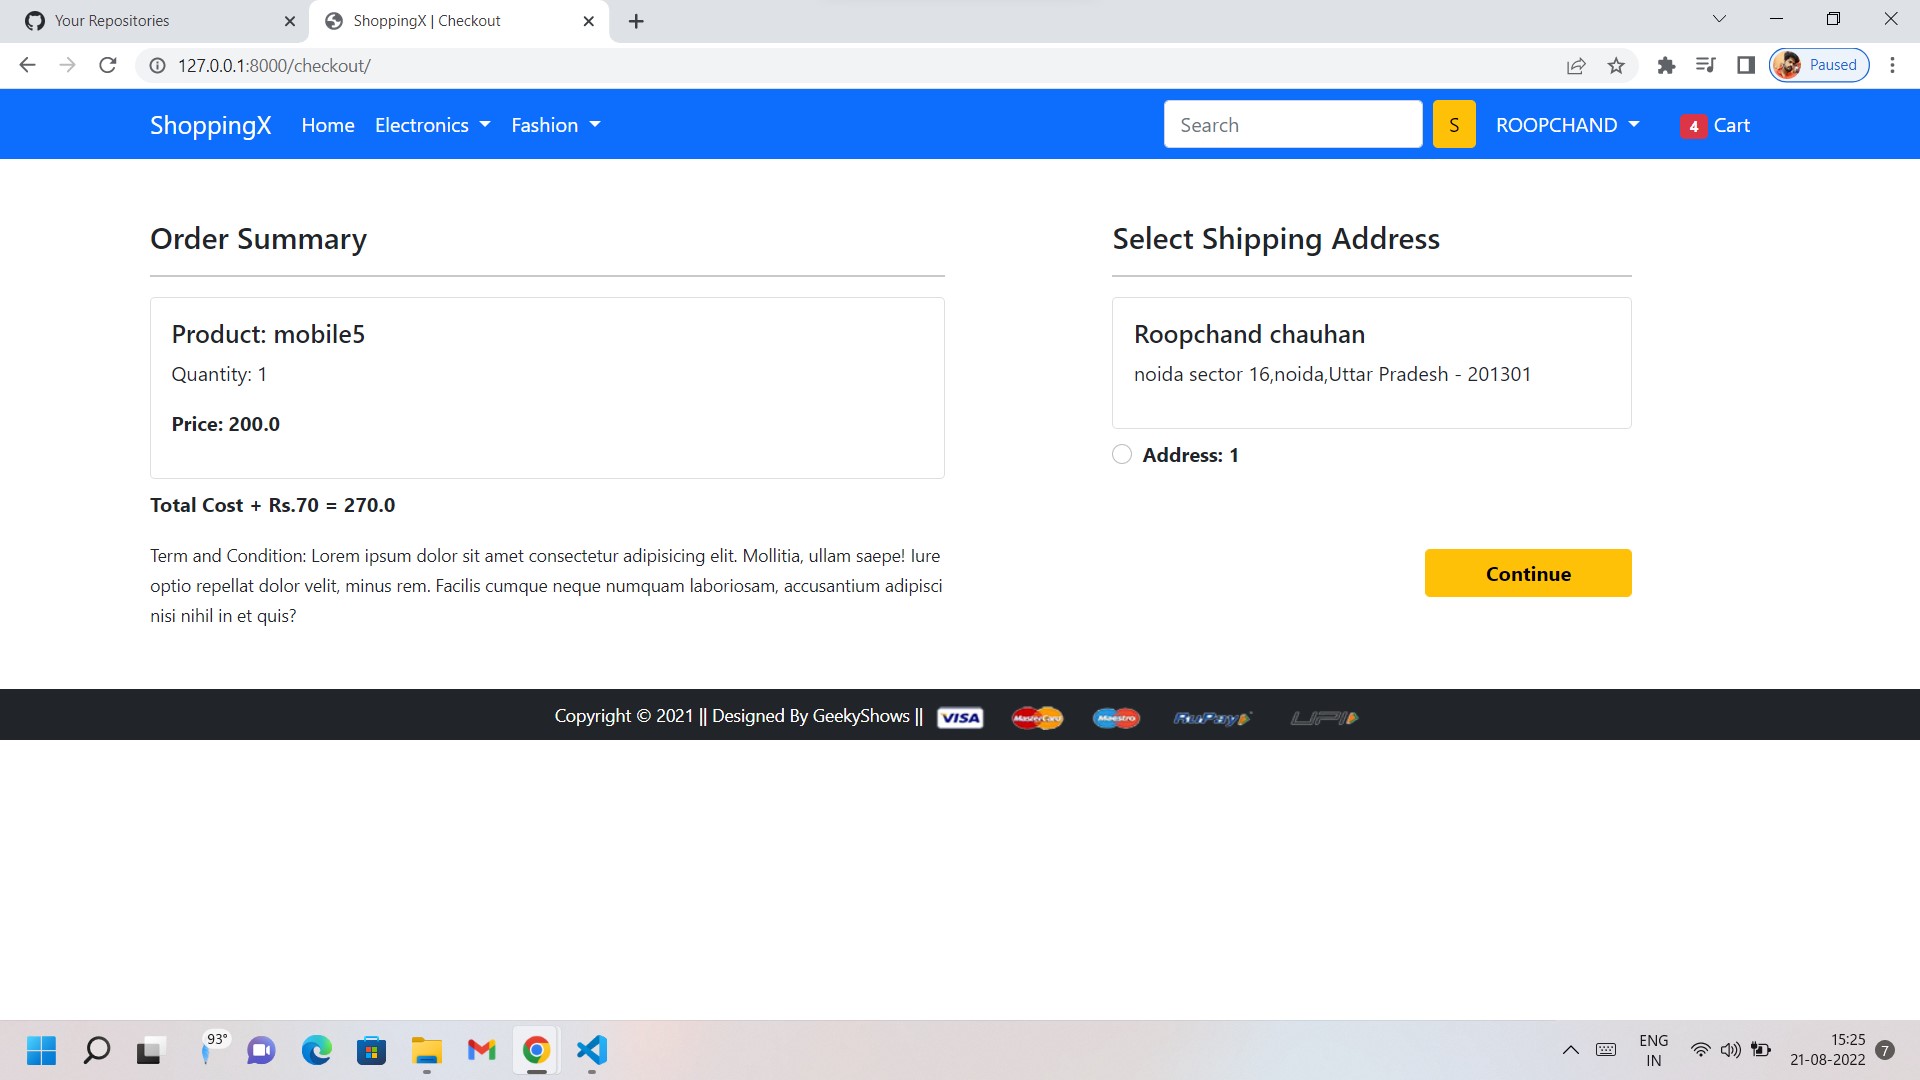 Your Repositories
ShoppingX | Checkout
127.0.0.1:8000/checkout/
Paused
ShoppingX Home Electronics Fashion Search S ROOPCHAND 4 Cart
Order Summary
Product: mobile5
Quantity: 1
Price: 200.0
Total Cost + Rs.70 = 270.0
Term and Condition: Lorem ipsum dolor sit amet consectetur adipisicing elit. Mollitia, ullam saepe! Iure
optio repellat dolor velit, minus rem. Facilis cumque neque numquam laboriosam, accusantium adipisci
nisi nihil in et quis?
Select Shipping Address
Roopchand chauhan
noida sector 16,noida,Uttar Pradesh - 201301
Address: 1
Continue
Copyright © 2021 || Designed By GeekyShows || VISA MasterCard Maestro RuPay UPI
93°
ENG
IN
15:25
21-08-2022
7